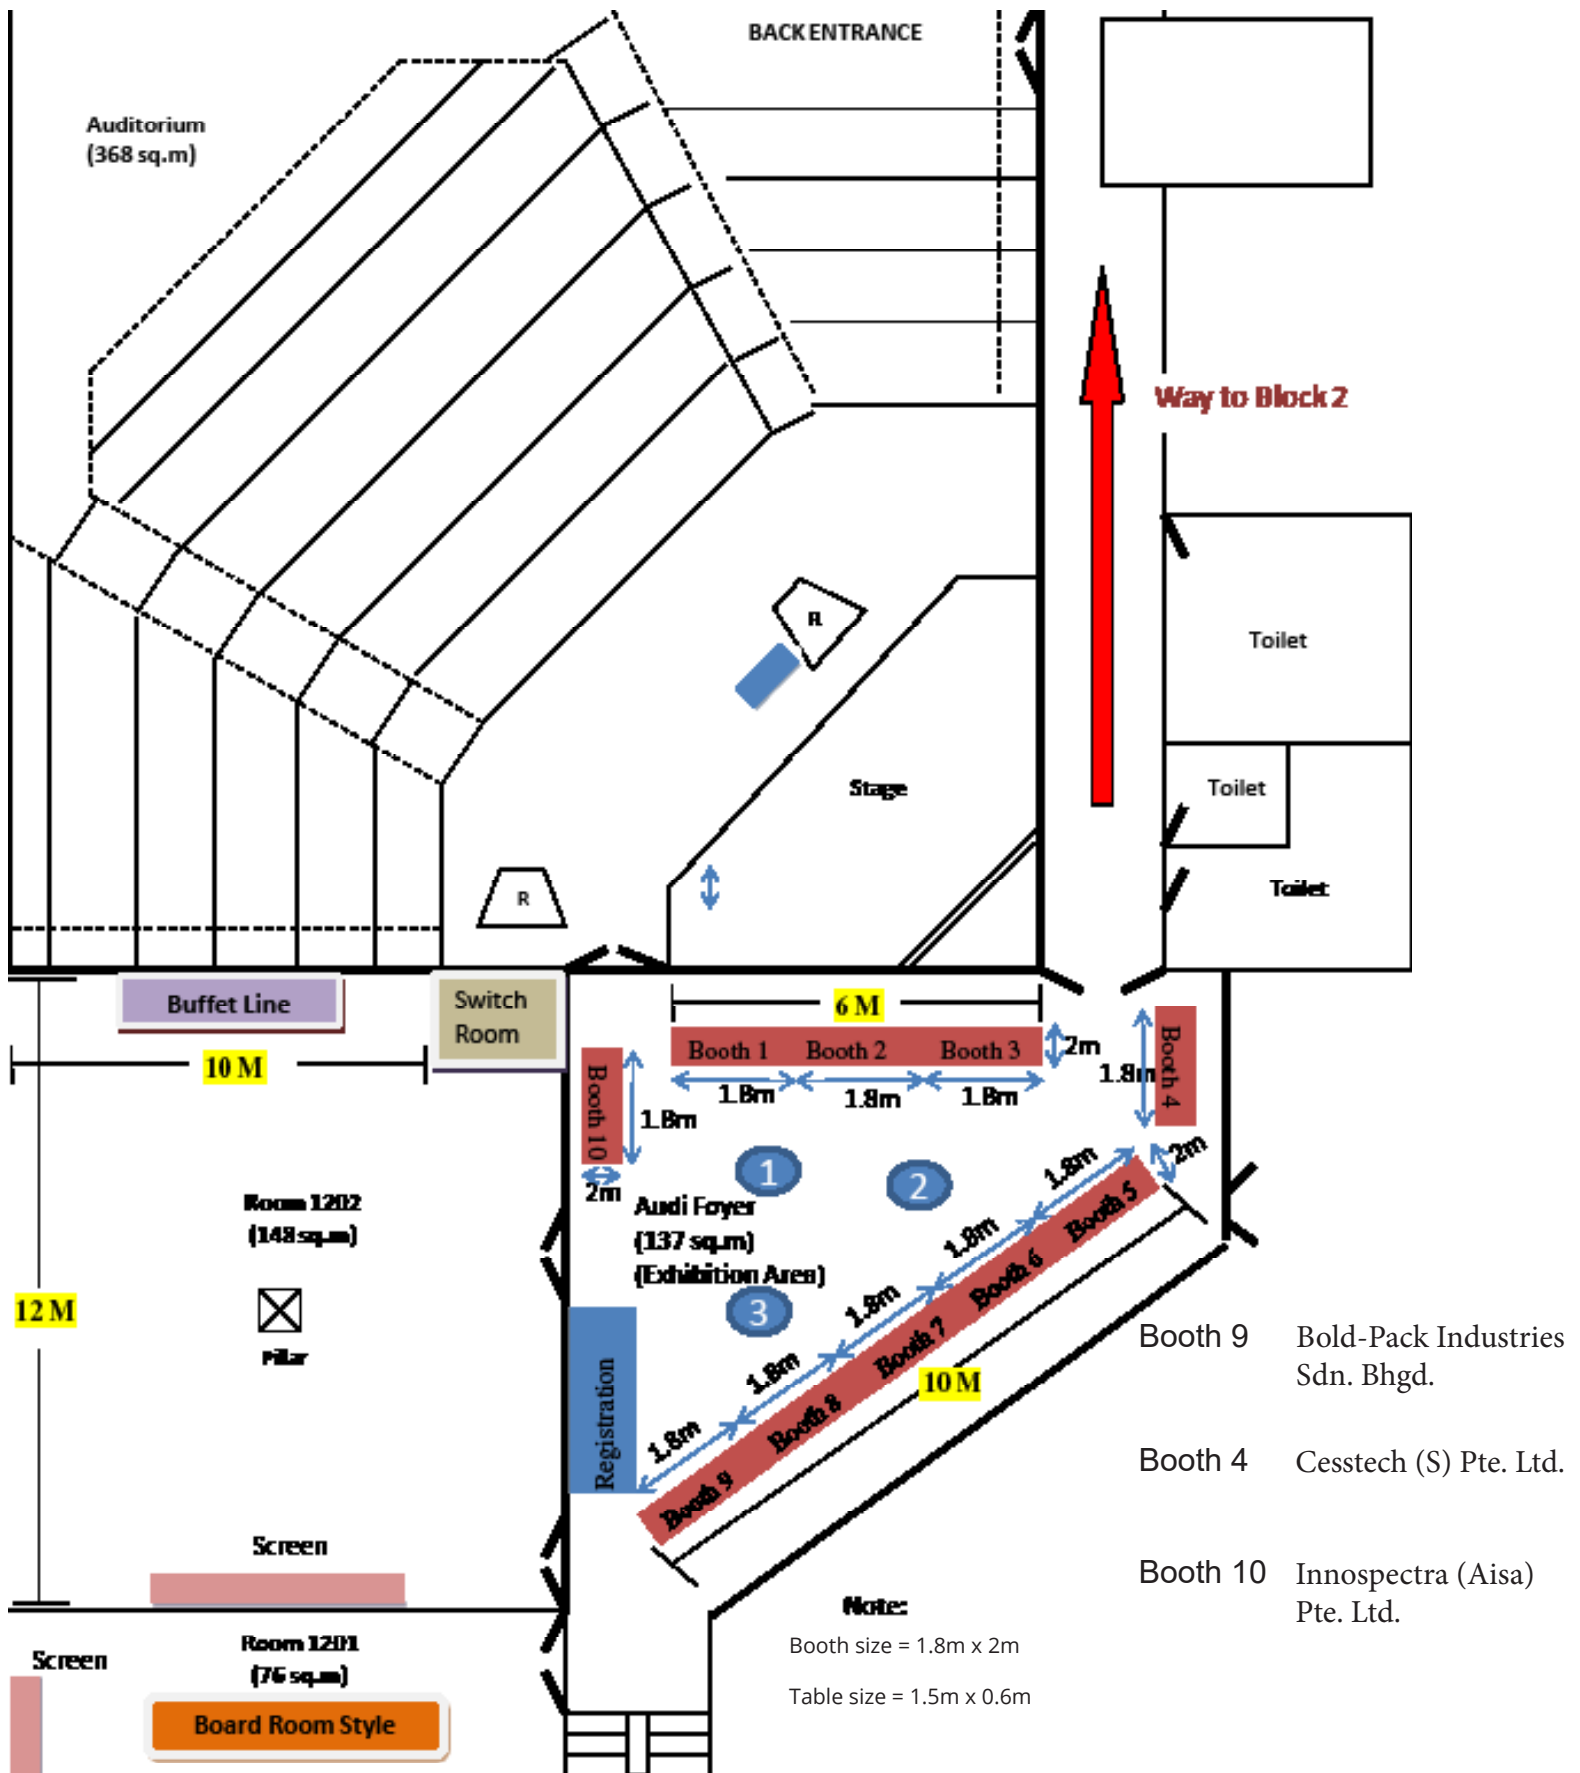 BACK ENTRANCE
Auditorium
(368 sq.m)
Way to Block 2
R
Toilet
Stage
Toilet
Toilet
R
Buffet Line
Switch
Room
6 M
10 M
Booth 1
Booth 2
Booth 3
2m
Booth 4
1.8m
1.8m
1.8m
1.8m
Booth 10
1.8m
2m
1
2
1.8m
2m
Audi Foyer
(137 sq.m)
(Exhibition Area)
Room 1202
(148 sq.m)
Booth 5
1.8m
Booth 6
12 M
3
1.8m
Booth 7
Pillar
10 M
1.8m
Booth 8
Registration
1.8m
Booth 9
Booth 9
Bold-Pack Industries
Sdn. Bhgd.
Booth 4
Cesstech (S) Pte. Ltd.
Booth 10
Innospectra (Aisa)
Pte. Ltd.
Screen
Note:
Booth size = 1.8m x 2m
Table size = 1.5m x 0.6m
Room 1201
(76 sq.m)
Screen
Board Room Style